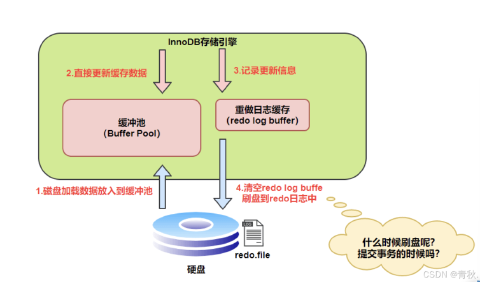 InnoDB存储引擎
2.直接更新缓存数据
3.记录更新信息
缓冲池
（Buffer Pool）
重做日志缓存
（redo log buffer）
1.磁盘加载数据放入到缓冲池
4.清空redo log buffe
刷盘到redo日志中
redo.file
硬盘
什么时候刷盘呢？
提交事务的时候吗？
CSDN @青秋.